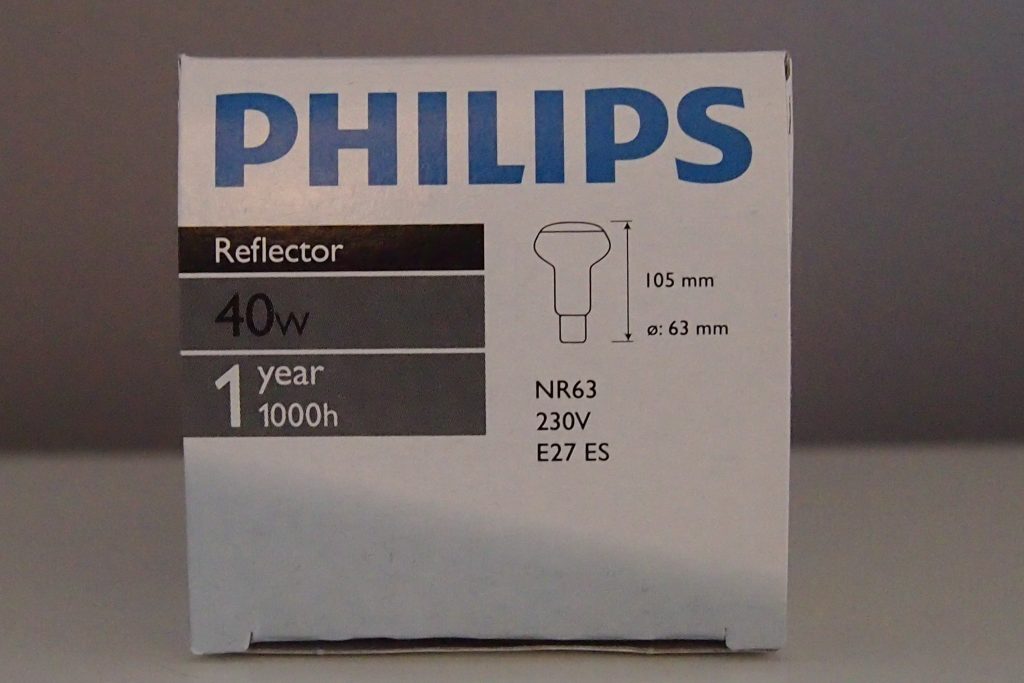 PHILIPS
Reflector
40w
1 year
1000h
105 mm
ø: 63 mm
NR63
230V
E27 ES